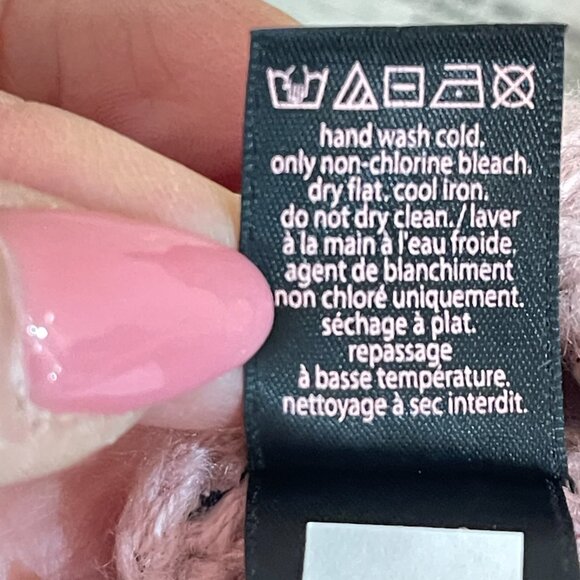 hand wash cold.
only non-chlorine bleach.
dry flat. cool iron.
do not dry clean. / laver
à la main à l'eau froide.
agent de blanchiment
non chloré uniquement.
séchage à plat.
repassage
à basse température.
nettoyage à sec interdit.